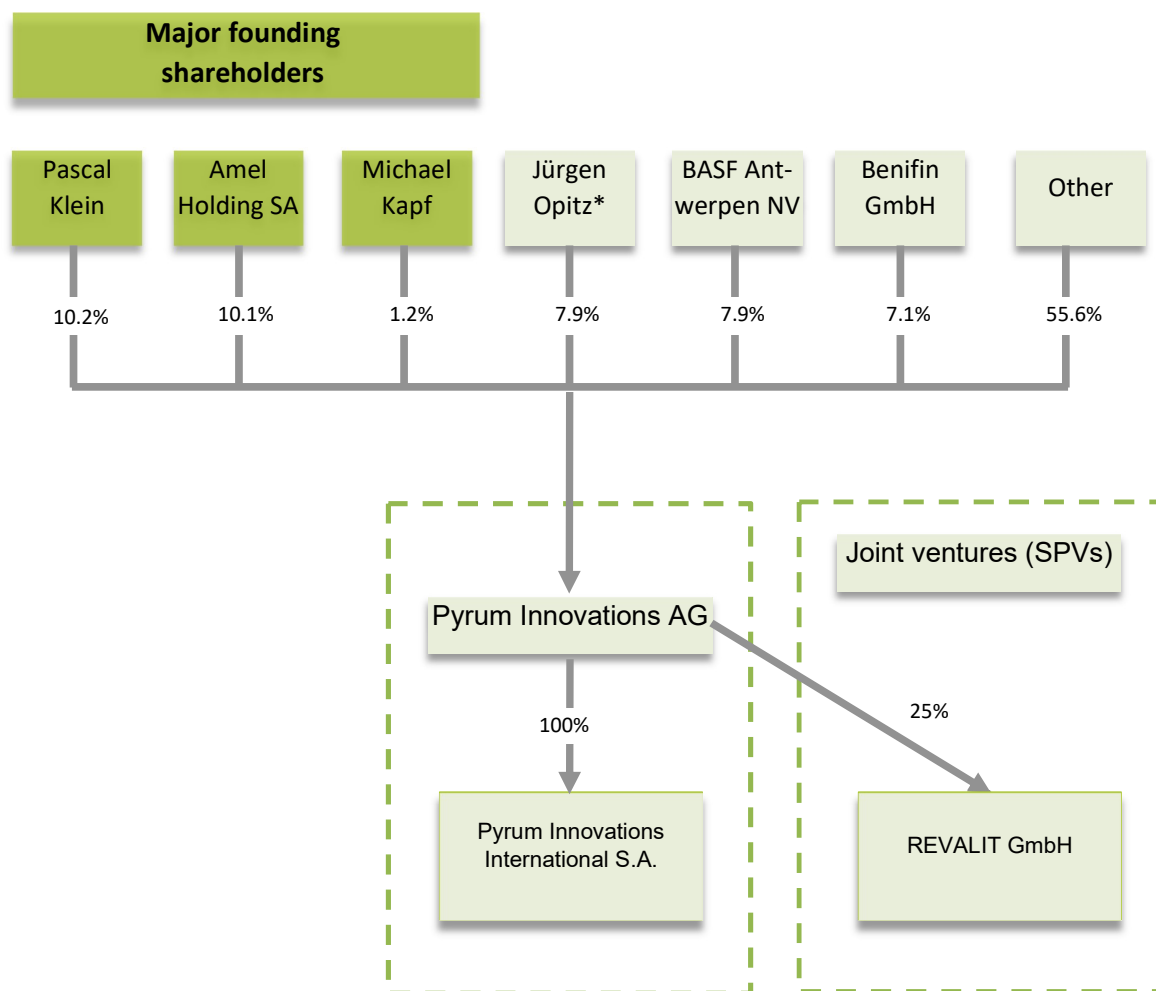 Major founding
shareholders
Pascal
Klein
Amel
Holding SA
Michael
Kapf
Jürgen
Opitz*
BASF Ant-
werpen NV
Benifin
GmbH
Other
10.2%
10.1%
1.2%
7.9%
7.9%
7.1%
55.6%
Joint ventures (SPVs)
Pyrum Innovations AG
100%
25%
Pyrum Innovations
International S.A.
REVALIT GmbH